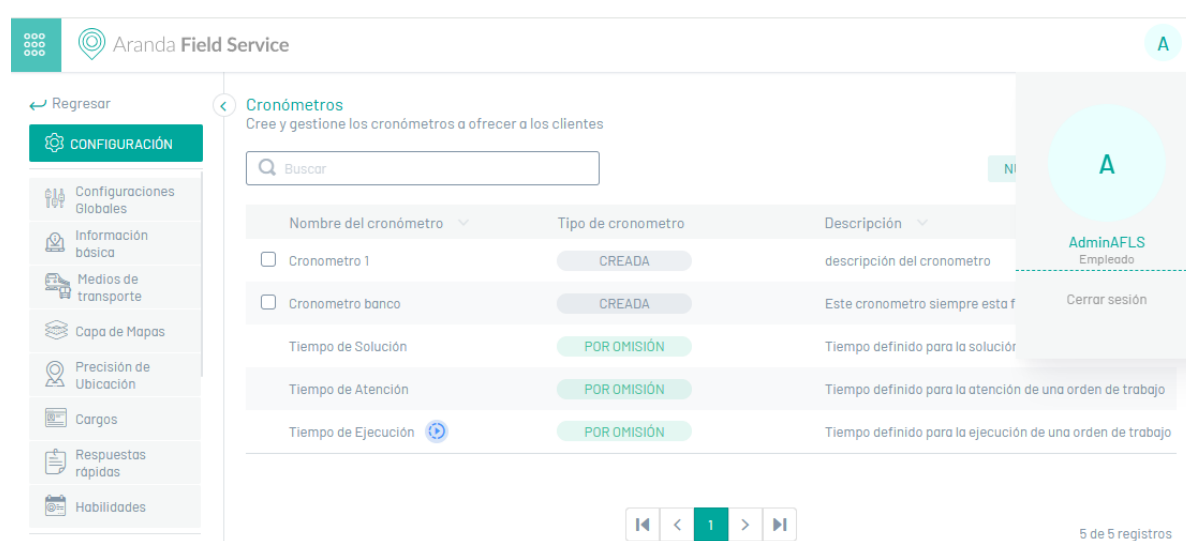 Aranda Field Service
A
Regresar
CONFIGURACIÓN
Configuraciones
Globales
Información
básica
Medios de
transporte
Capa de Mapas
Precisión de
Ubicación
Cargos
Respuestas
rápidas
Habilidades
Cronómetros
Cree y gestione los cronómetros a ofrecer a los clientes
Buscar
Nombre del cronómetro Tipo de cronometro Descripción
Cronometro 1 CREADA descripción del cronometro
Cronometro banco CREADA Este cronometro siempre esta f
Tiempo de Solución POR OMISIÓN Tiempo definido para la solución
Tiempo de Atención POR OMISIÓN Tiempo definido para la atención de una orden de trabajo
Tiempo de Ejecución POR OMISIÓN Tiempo definido para la ejecución de una orden de trabajo
1
5 de 5 registros
A
AdminAFLS
Empleado
Cerrar sesión